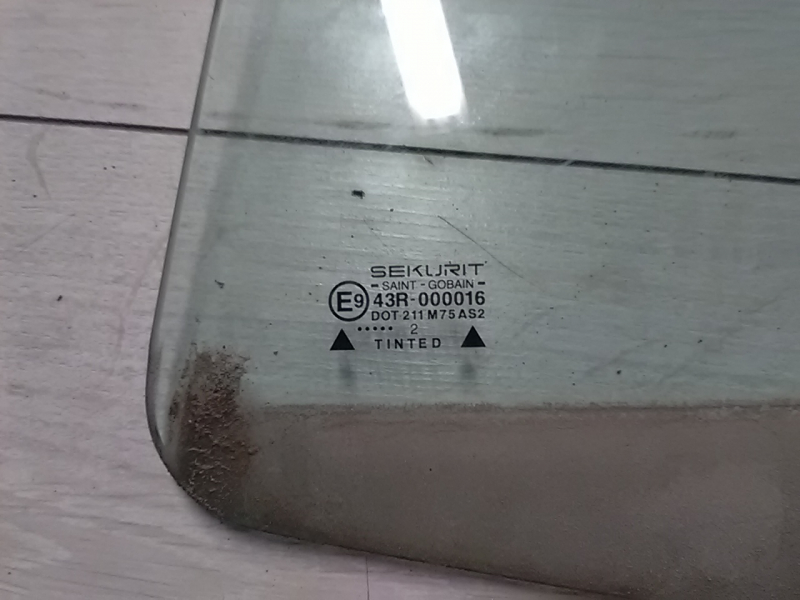 SEKURIT
SAINT-GOBAIN
E9 43R-000016
DOT 211 M75 AS2
..... 2
TINTED